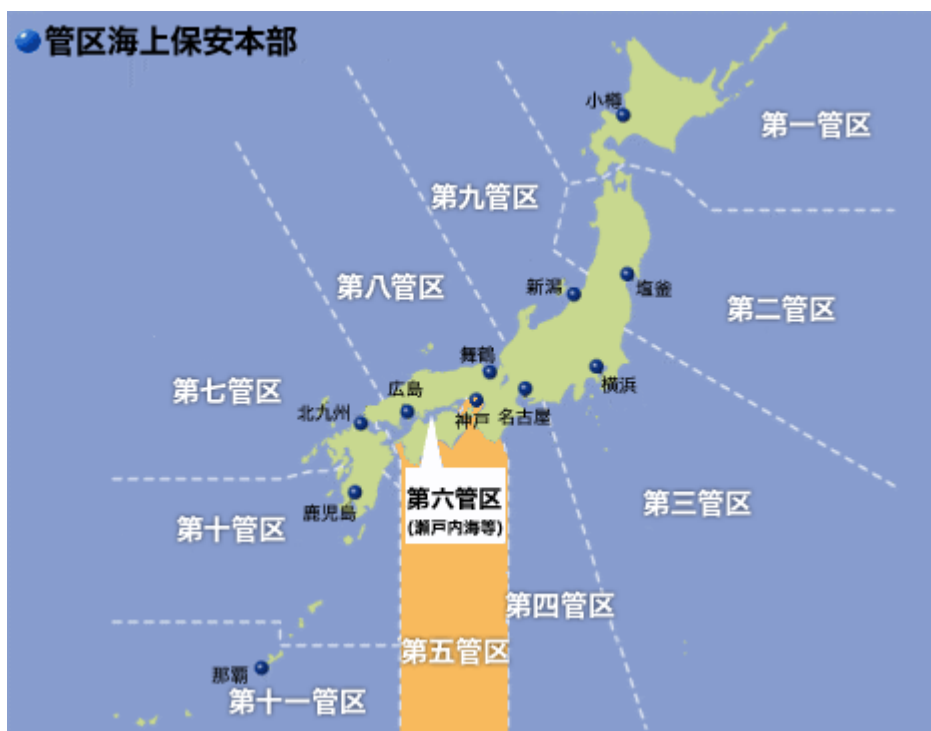 管区海上保安本部
小樽
第一管区
第九管区
新潟
塩釜
第八管区
第二管区
舞鶴
横浜
第七管区
広島
北九州
神戸
名古屋
第六管区
(瀬戸内海等)
第三管区
鹿児島
第十管区
第四管区
第五管区
那覇
第十一管区